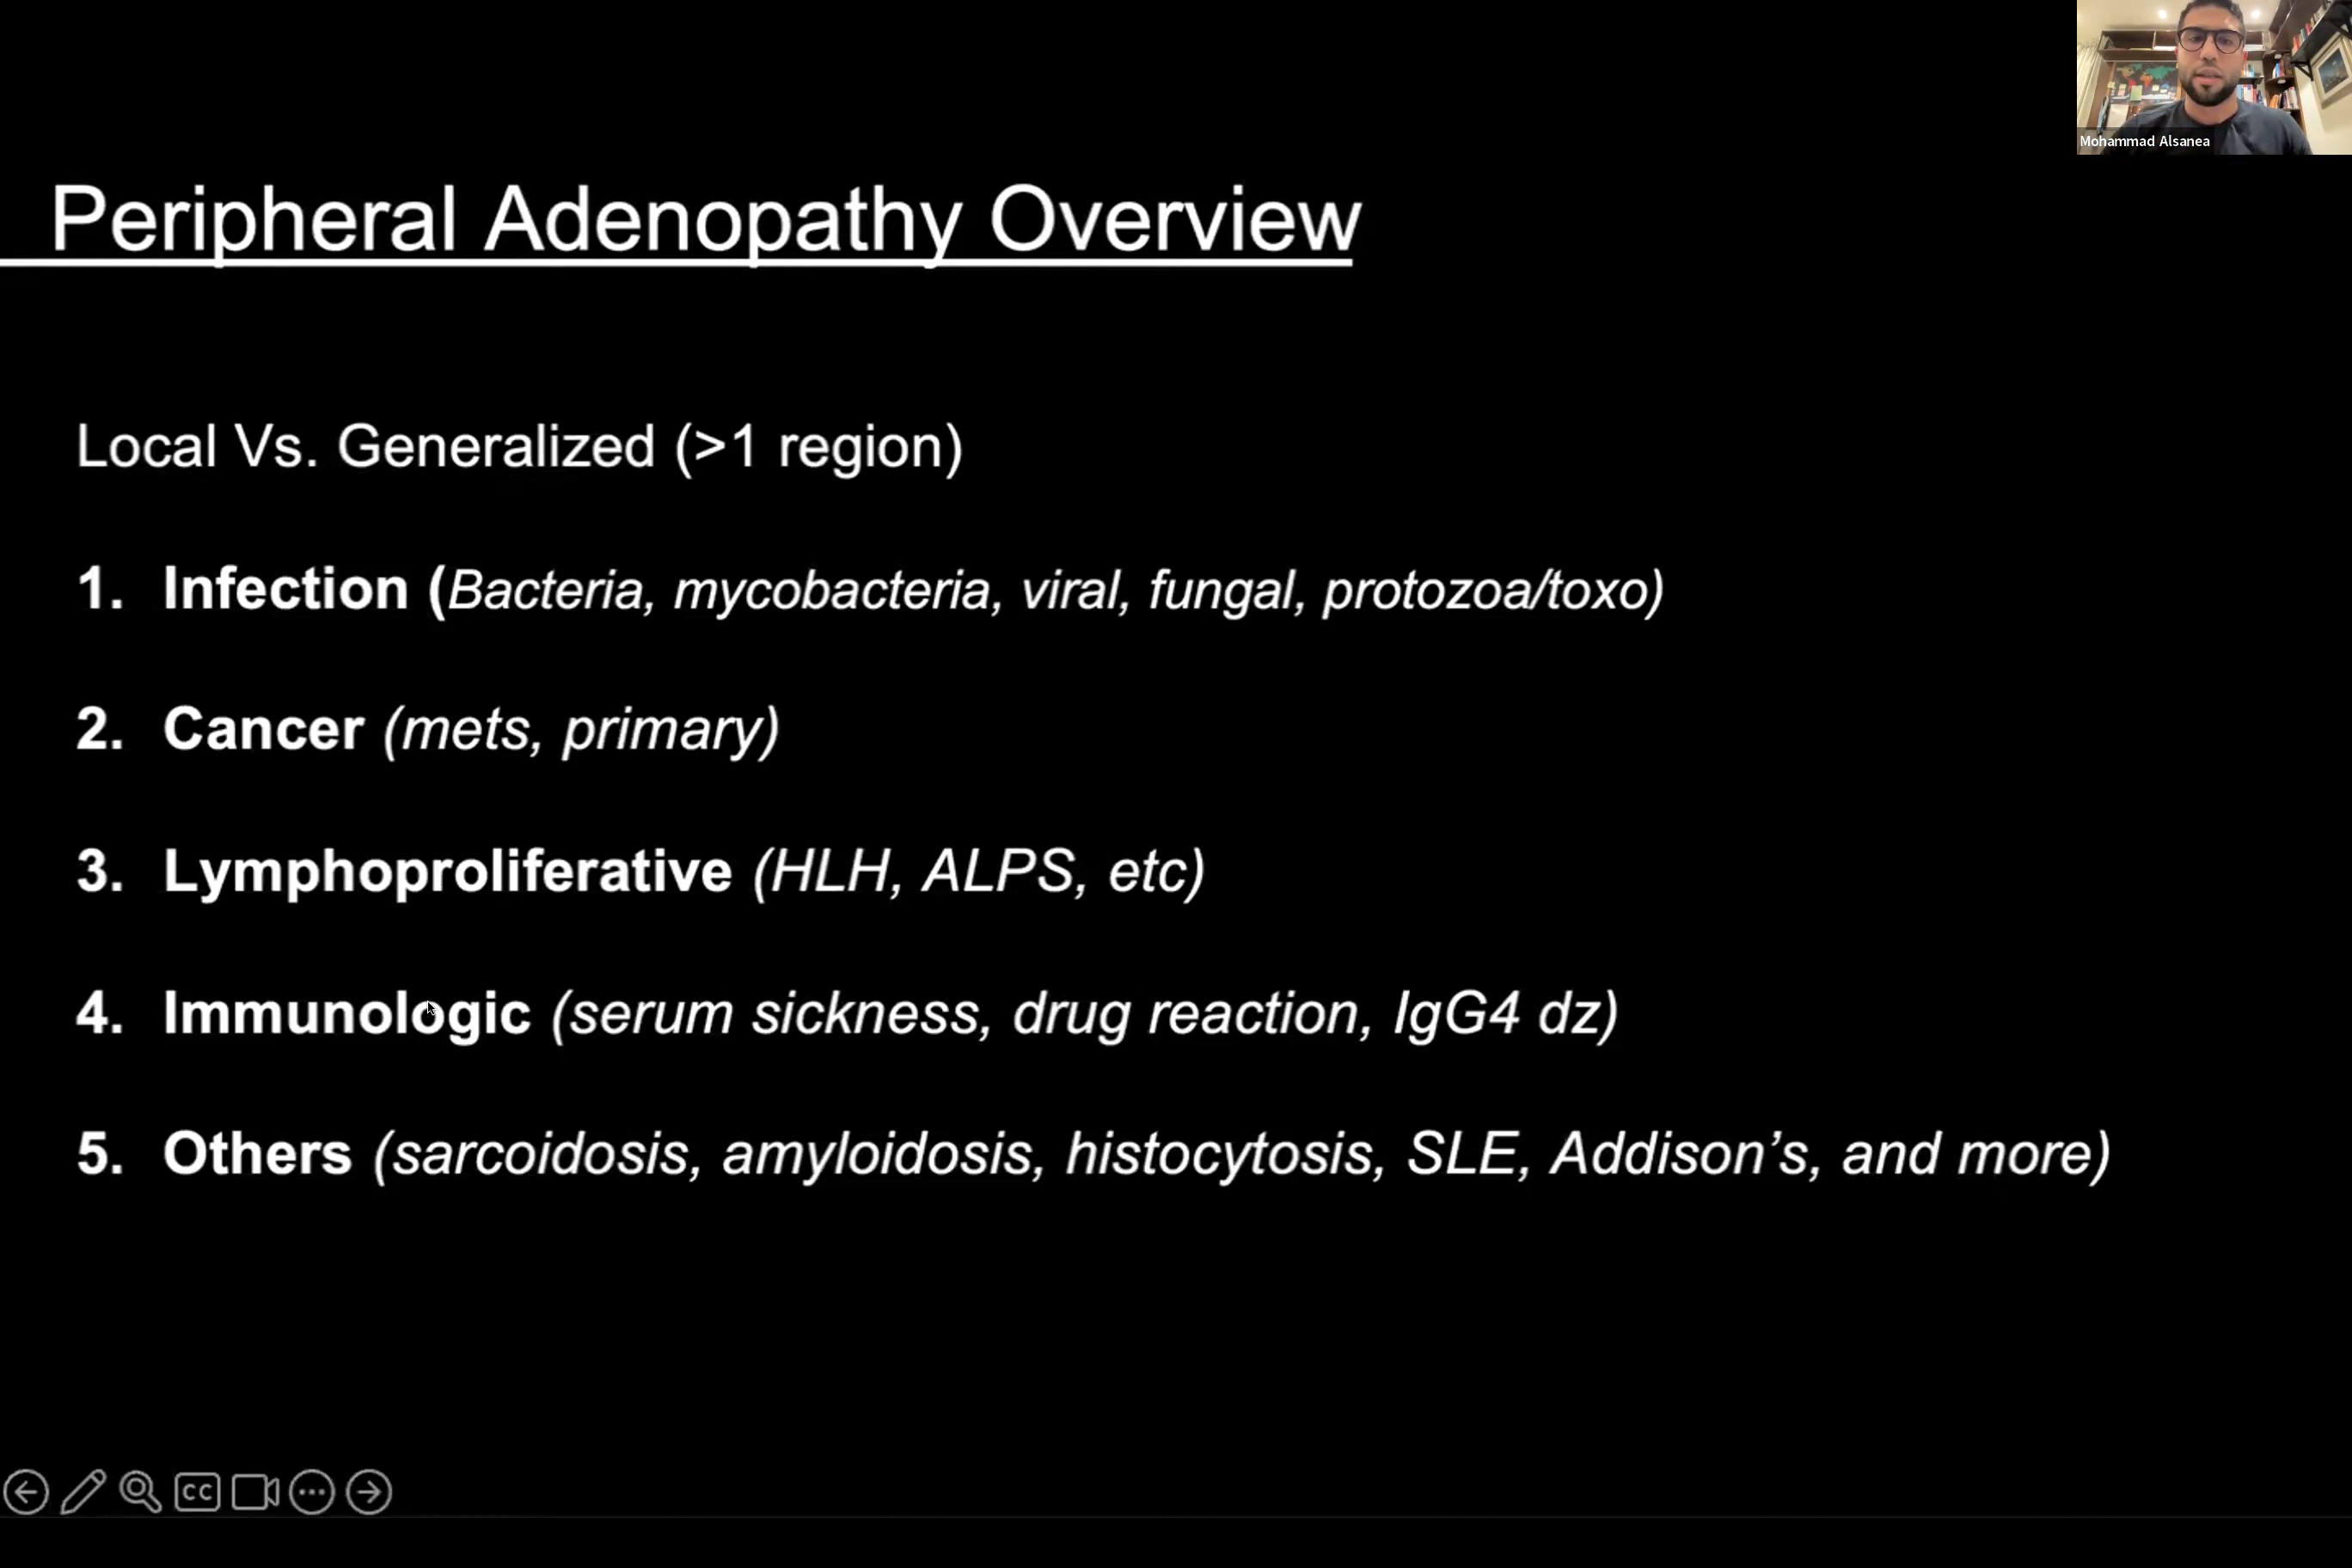 Mohammad Alsanea
Peripheral Adenopathy Overview
Local Vs. Generalized (>1 region)
1. Infection (Bacteria, mycobacteria, viral, fungal, protozoa/toxo)
2. Cancer (mets, primary)
3. Lymphoproliferative (HLH, ALPS, etc)
4. Immunologic (serum sickness, drug reaction, IgG4 dz)
5. Others (sarcoidosis, amyloidosis, histocytosis, SLE, Addison’s, and more)
CC